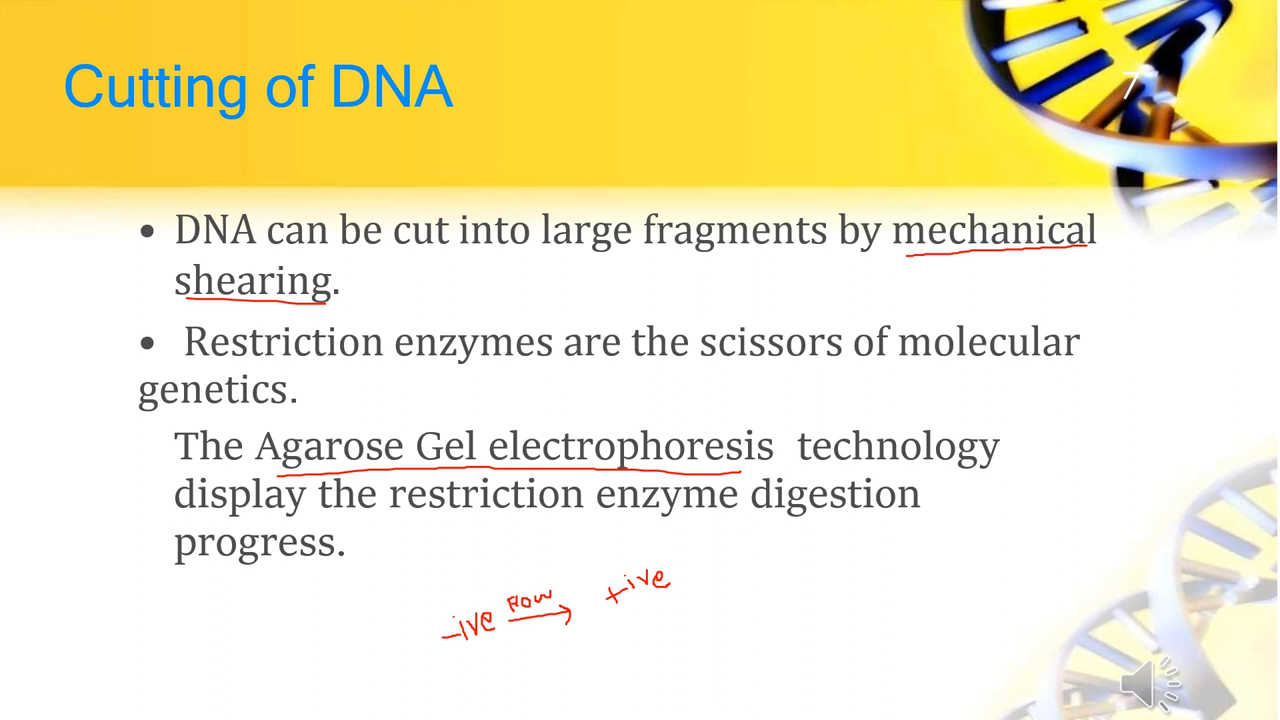 Cutting of DNA
7
• DNA can be cut into large fragments by mechanical
shearing.
• Restriction enzymes are the scissors of molecular
genetics.
The Agarose Gel electrophoresis technology
display the restriction enzyme digestion
progress.
-ive flow → +ive